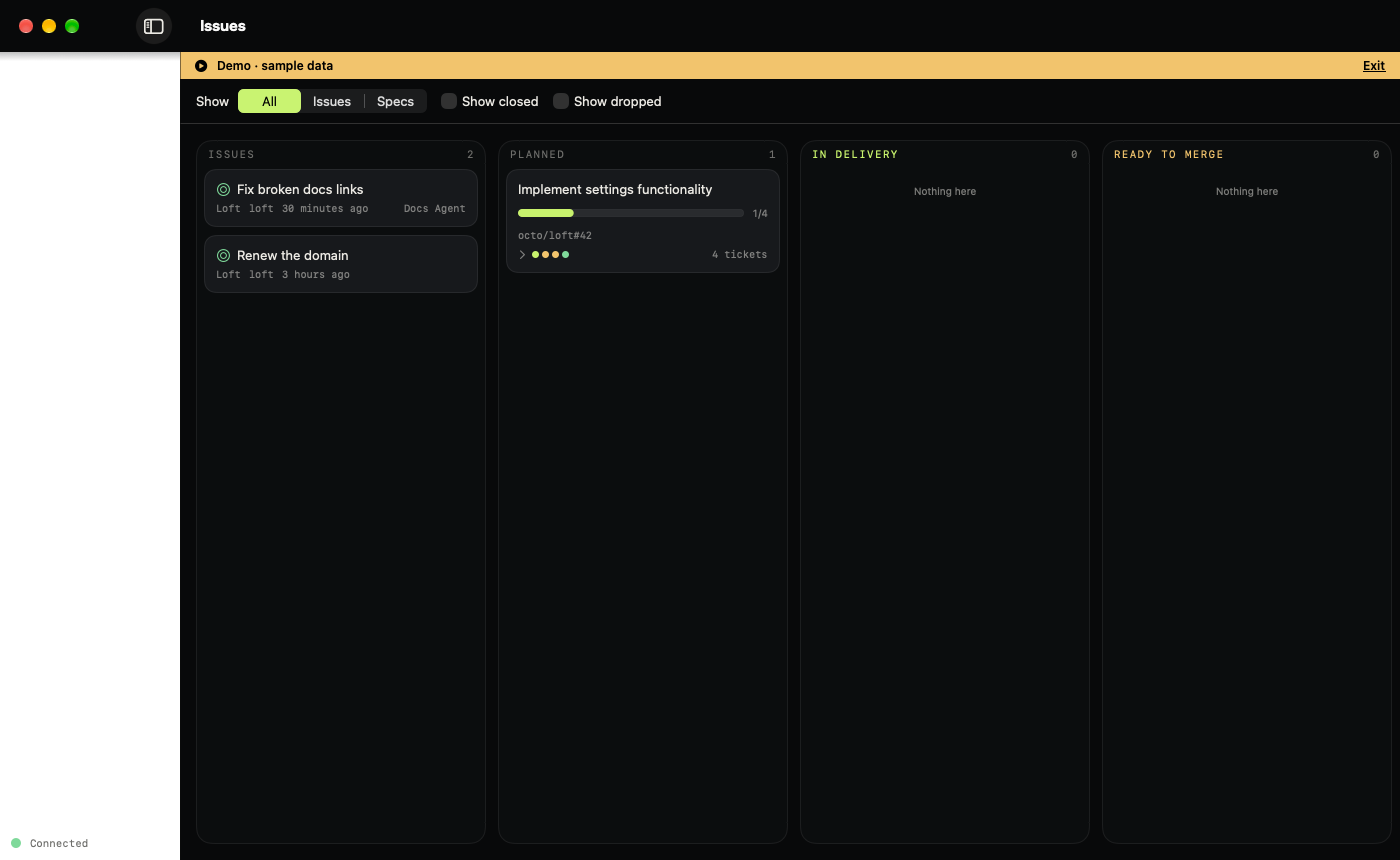 Issues
Demo · sample data
Exit
Show All Issues Specs Show closed Show dropped
ISSUES 2
Fix broken docs links
Loft loft 30 minutes ago Docs Agent
Renew the domain
Loft loft 3 hours ago
PLANNED 1
Implement settings functionality
1/4
octo/loft#42
4 tickets
IN DELIVERY 0
Nothing here
READY TO MERGE 0
Nothing here
Connected